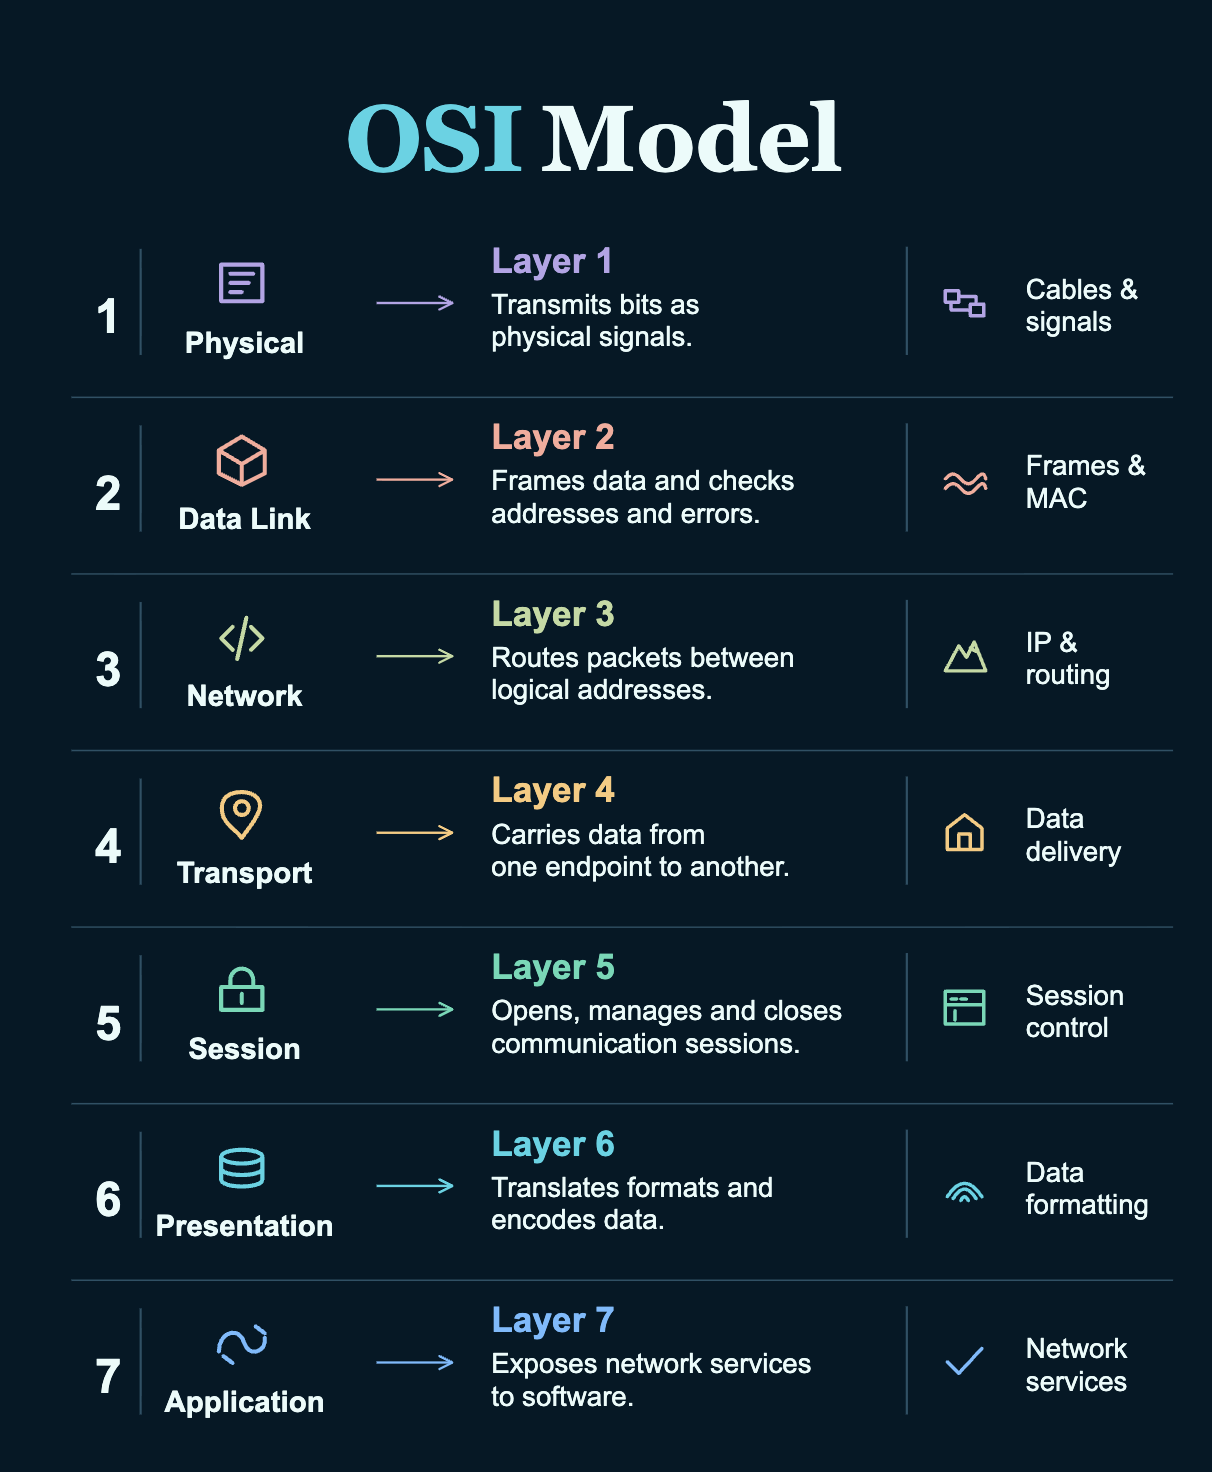 OSI Model
1
Physical
Layer 1
Transmits bits as
physical signals.
Cables &
signals
2
Data Link
Layer 2
Frames data and checks
addresses and errors.
Frames &
MAC
3
Network
Layer 3
Routes packets between
logical addresses.
IP &
routing
4
Transport
Layer 4
Carries data from
one endpoint to another.
Data
delivery
5
Session
Layer 5
Opens, manages and closes
communication sessions.
Session
control
6
Presentation
Layer 6
Translates formats and
encodes data.
Data
formatting
7
Application
Layer 7
Exposes network services
to software.
Network
services